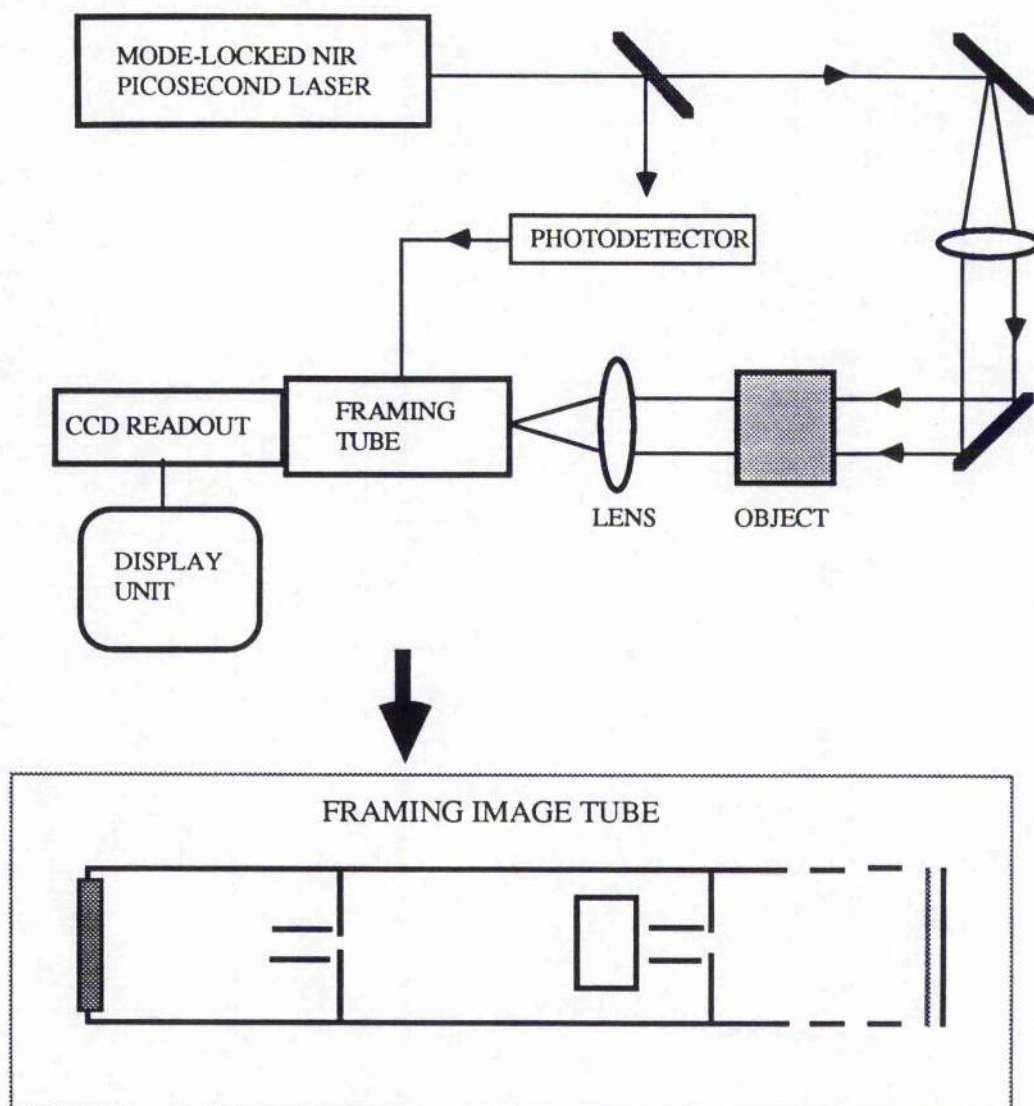 MODE-LOCKED NIR
PICOSECOND LASER
PHOTODETECTOR
CCD READOUT
FRAMING
TUBE
LENS
OBJECT
DISPLAY
UNIT
FRAMING IMAGE TUBE